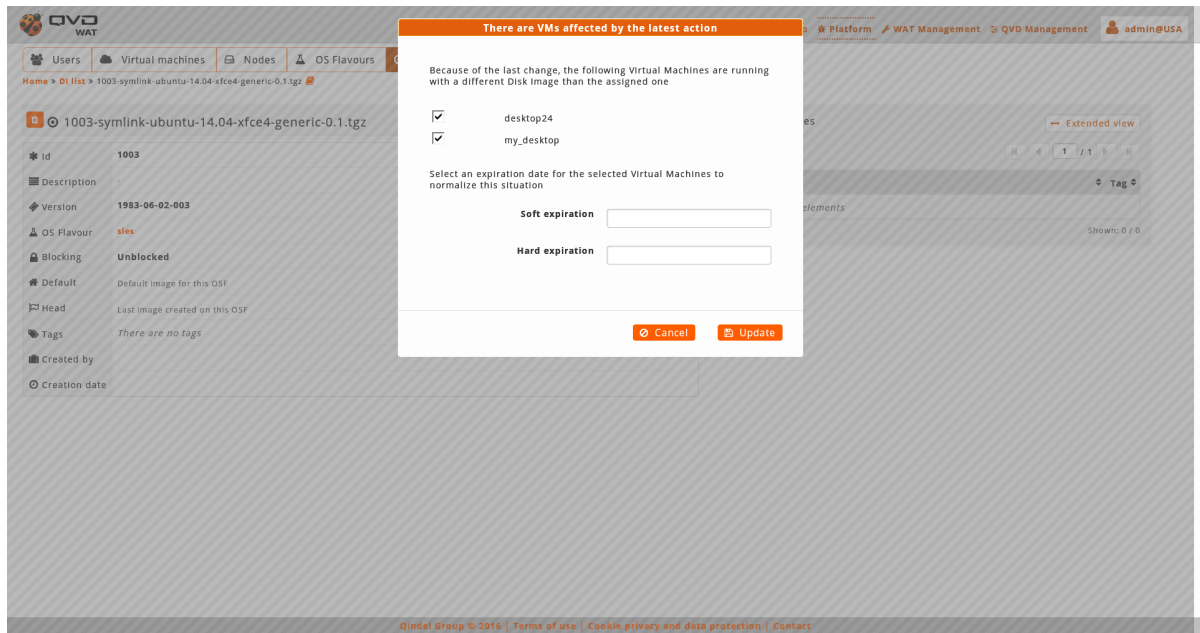 QVD
WAT
There are VMs affected by the latest action
Platform
WAT Management
QVD Management
admin@USA
Users
Virtual machines
Nodes
OS Flavours
Home > DI list > 1003-symlink-ubuntu-14.04-xfce4-generic-0.1.tgz
Because of the last change, the following Virtual Machines are running
with a different Disk Image than the assigned one
desktop24
my_desktop
Select an expiration date for the selected Virtual Machines to
normalize this situation
Soft expiration
Hard expiration
Cancel
Update
1003-symlink-ubuntu-14.04-xfce4-generic-0.1.tgz
Id 1003
Description -
Version 1983-06-02-003
OS Flavour sles
Blocking Unblocked
Default Default image for this OSF
Head Last image created on this OSF
Tags There are no tags
Created by
Creation date
Extended view
1 / 1
Tag
elements
Shown: 0 / 0
Qindel Group © 2016 | Terms of use | Cookie privacy and data protection | Contact